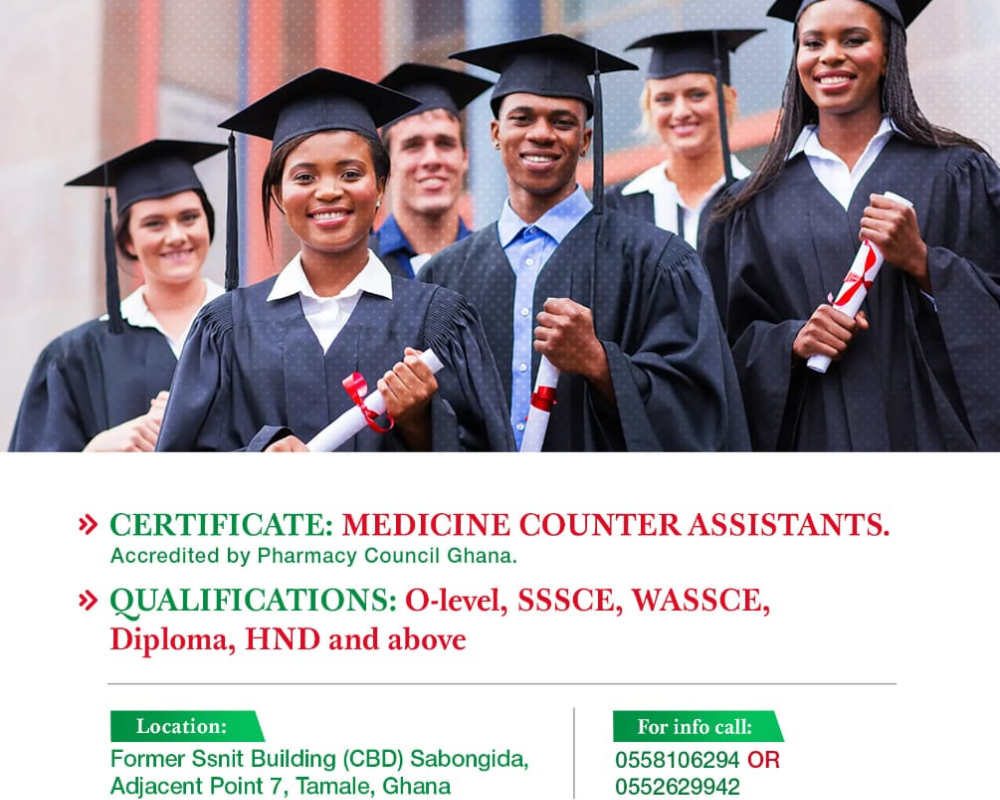 CERTIFICATE: MEDICINE COUNTER ASSISTANTS.
Accredited by Pharmacy Council Ghana.
QUALIFICATIONS: O-level, SSSCE, WASSCE,
Diploma, HND and above
Location:
Former Ssnit Building (CBD) Sabongida,
Adjacent Point 7, Tamale, Ghana
For info call:
0558106294 OR
0552629942